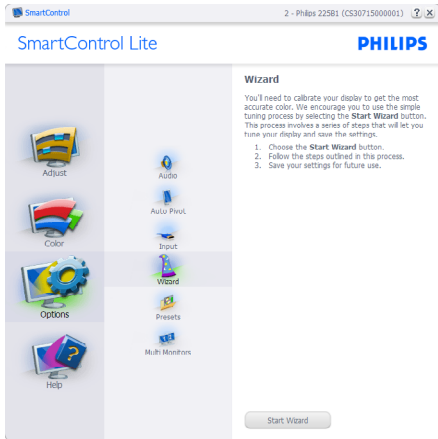 SmartControl
2 - Philips 225B1 (CS30715000001)
? X
SmartControl Lite
PHILIPS
Adjust
Color
Options
Help
Audio
Auto Pivot
Input
Wizard
Presets
Multi Monitors
Wizard
You'll need to calibrate your display to get the most
accurate color. We encourage you to use the simple
tuning process by selecting the Start Wizard button.
This process involves a series of steps that will let you
tune your display and save the settings.
1. Choose the Start Wizard button.
2. Follow the steps outlined in this process.
3. Save your settings for future use.
Start Wizard